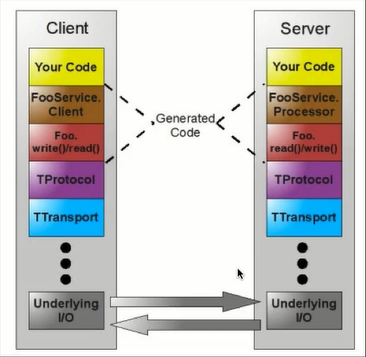 Client
Your Code
FooService.
Client
Foo.
write()/read()
TProtocol
TTransport
Underlying
I/O
Generated
Code
Server
Your Code
FooService.
Processor
Foo.
read()/write()
TProtocol
TTransport
Underlying
I/O